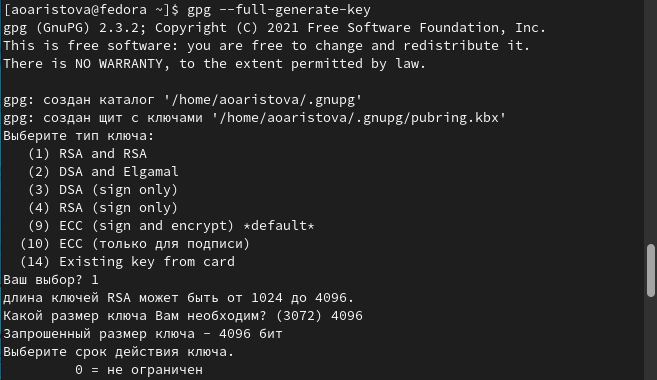 [aoaristova@fedora ~]$ gpg --full-generate-key
gpg (GnuPG) 2.3.2; Copyright (C) 2021 Free Software Foundation, Inc.
This is free software: you are free to change and redistribute it.
There is NO WARRANTY, to the extent permitted by law.

gpg: создан каталог '/home/aoaristova/.gnupg'
gpg: создан щит с ключами '/home/aoaristova/.gnupg/pubring.kbx'
Выберите тип ключа:
   (1) RSA and RSA
   (2) DSA and Elgamal
   (3) DSA (sign only)
   (4) RSA (sign only)
   (9) ECC (sign and encrypt) *default*
  (10) ECC (только для подписи)
  (14) Existing key from card
Ваш выбор? 1
длина ключей RSA может быть от 1024 до 4096.
Какой размер ключа Вам необходим? (3072) 4096
Запрошенный размер ключа - 4096 бит
Выберите срок действия ключа.
         0 = не ограничен